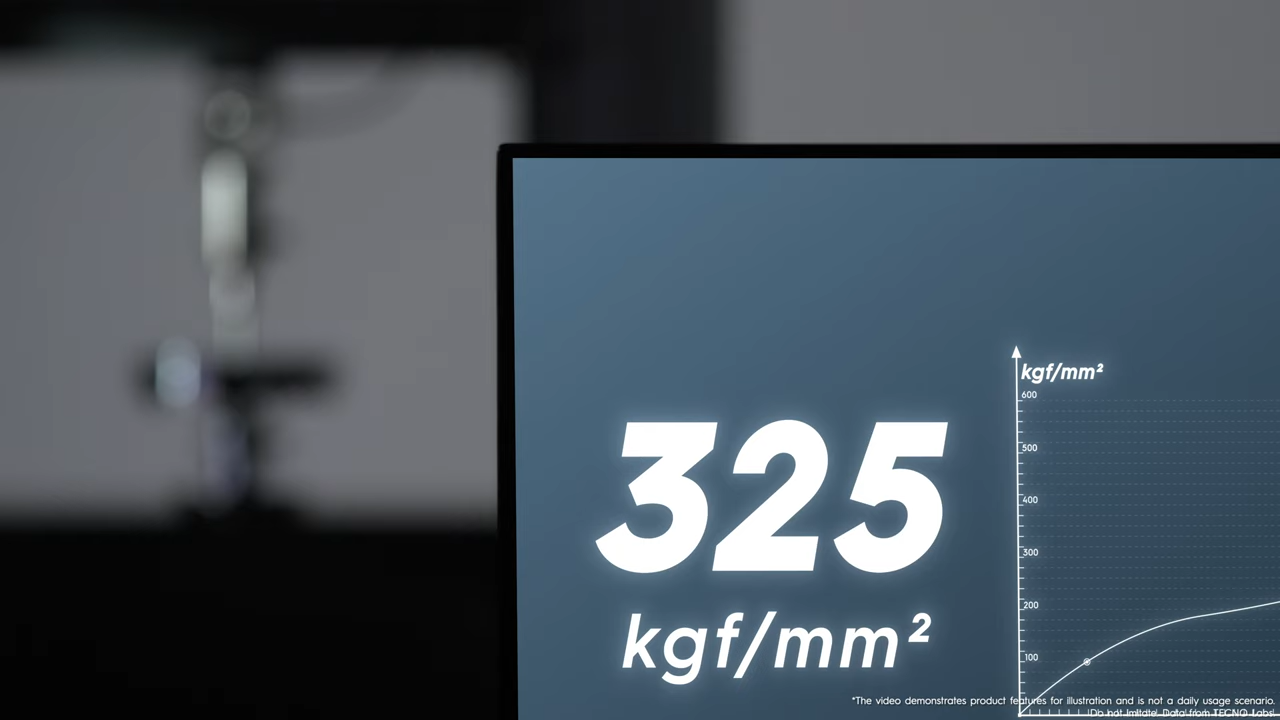 325
kgf/mm²
kgf/mm²
600
500
400
300
200
100
*The video demonstrates product features for illustration and is not a daily usage scenario.
Do not imitate! Data from TECNO Labs!